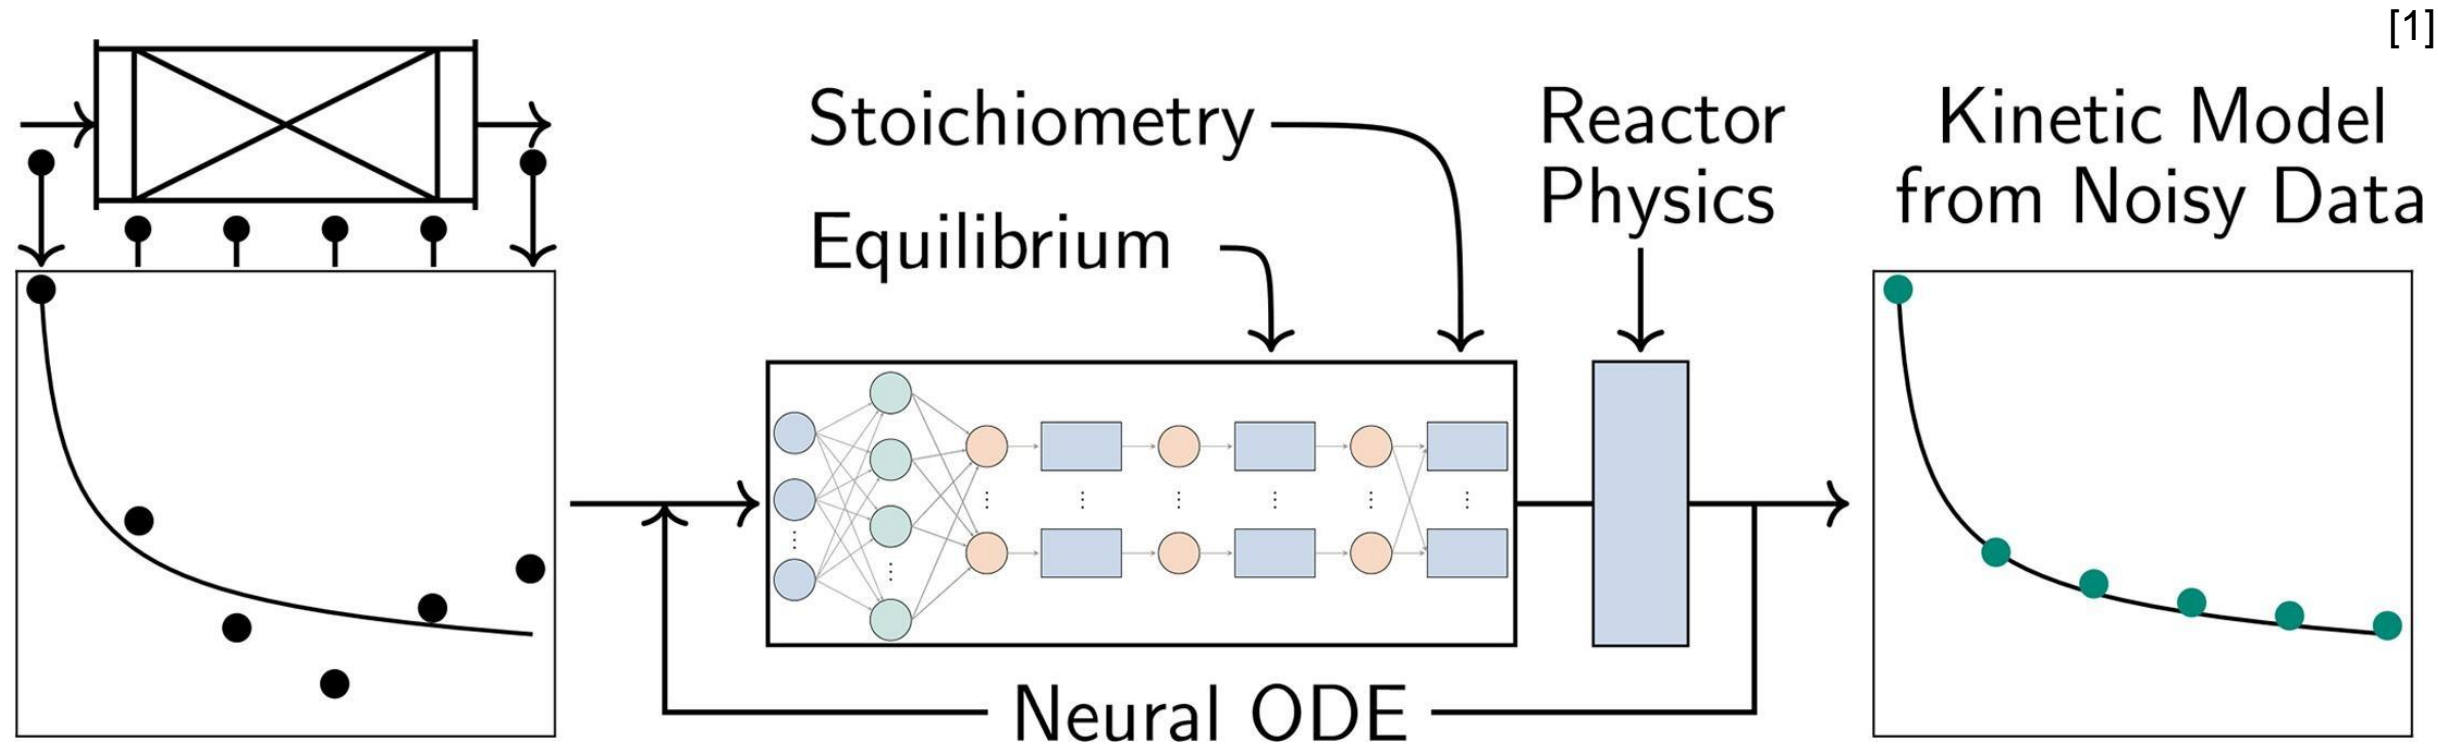 [1]
Stoichiometry
Equilibrium
Reactor
Physics
Kinetic Model
from Noisy Data
Neural ODE